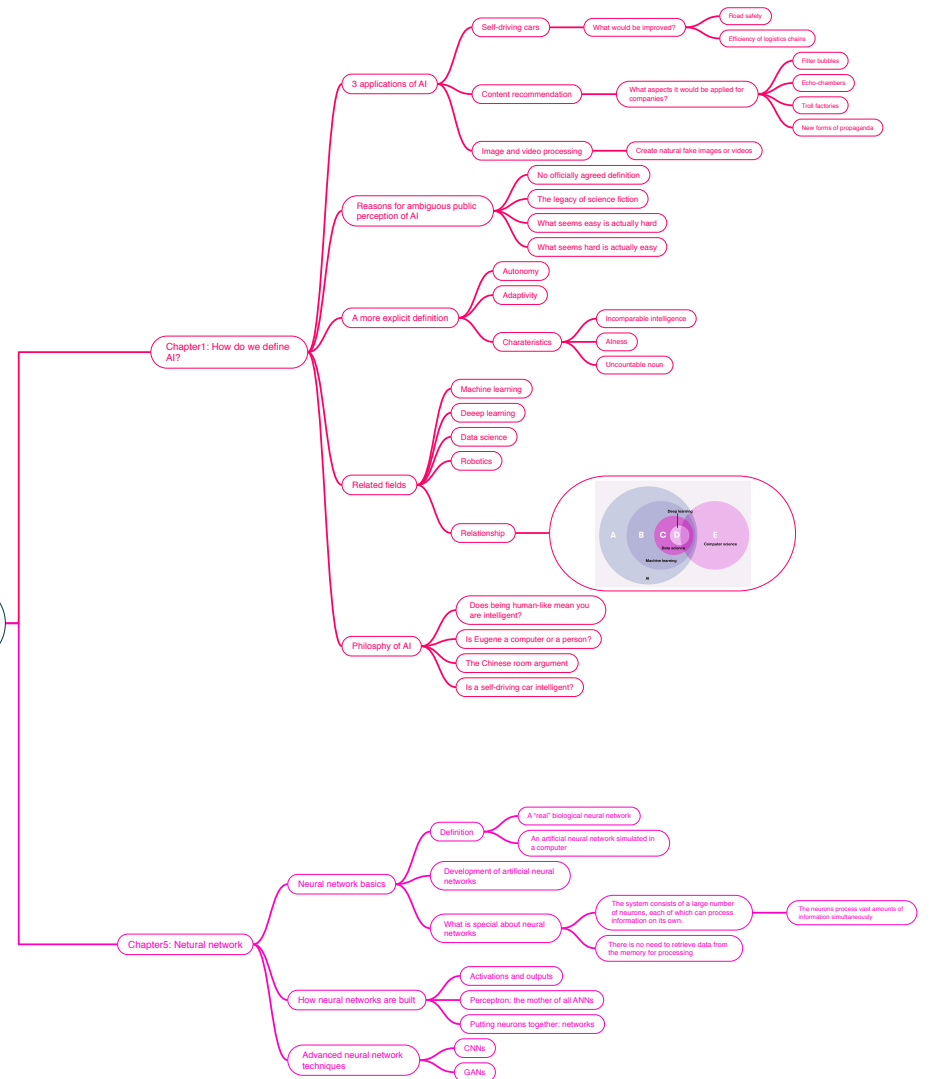 Self-driving cars
What would be improved?
Road safety
Efficiency of logistics chains
3 applications of AI
Content recommendation
What aspects it would be applied for
companies?
Filter bubbles
Echo-chambers
Troll factories
New forms of propaganda
Image and video processing
Create natural fake images or videos
Reasons for ambiguous public
perception of AI
No officially agreed definition
The legacy of science fiction
What seems easy is actually hard
What seems hard is actually easy
Chapter1: How do we define
AI?
A more explicit definition
Autonomy
Adaptivity
Charateristics
Incomparable intelligence
AIness
Uncountable noun
Related fields
Machine learning
Deeep learning
Data science
Robotics
Relationship
Deep learning
A
B
C
D
E
Data science
Computer science
Machine learning
AI
Philosphy of AI
Does being human-like mean you
are intelligent?
Is Eugene a computer or a person?
The Chinese room argument
Is a self-driving car intelligent?
Chapter5: Netural network
Neural network basics
Definition
A "real" biological neural network
An artificial neural network simulated in
a computer
Development of artificial neural
networks
What is special about neural
networks
The system consists of a large number
of neurons, each of which can process
information on its own.
The neurons process vast amounts of
information simultaneously
There is no need to retrieve data from
the memory for processing
How neural networks are built
Activations and outputs
Perceptron: the mother of all ANNs
Putting neurons together: networks
Advanced neural network
techniques
CNNs
GANs